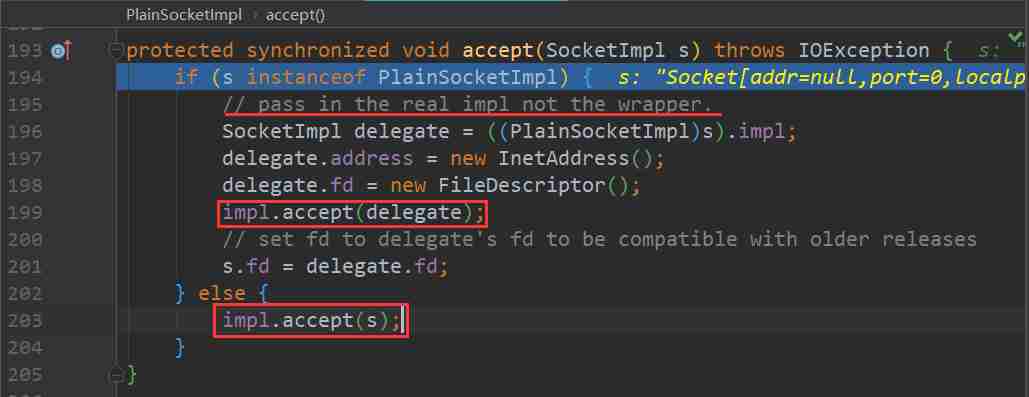 PlainSocketImpl › accept()
193 protected synchronized void accept(SocketImpl s) throws IOException { s: "
194 if (s instanceof PlainSocketImpl) { s: "Socket[addr=null,port=0,localp
195 // pass in the real impl not the wrapper.
196 SocketImpl delegate = ((PlainSocketImpl)s).impl;
197 delegate.address = new InetAddress();
198 delegate.fd = new FileDescriptor();
199 impl.accept(delegate);
200 // set fd to delegate's fd to be compatible with older releases
201 s.fd = delegate.fd;
202 } else {
203 impl.accept(s);
204 }
205 }